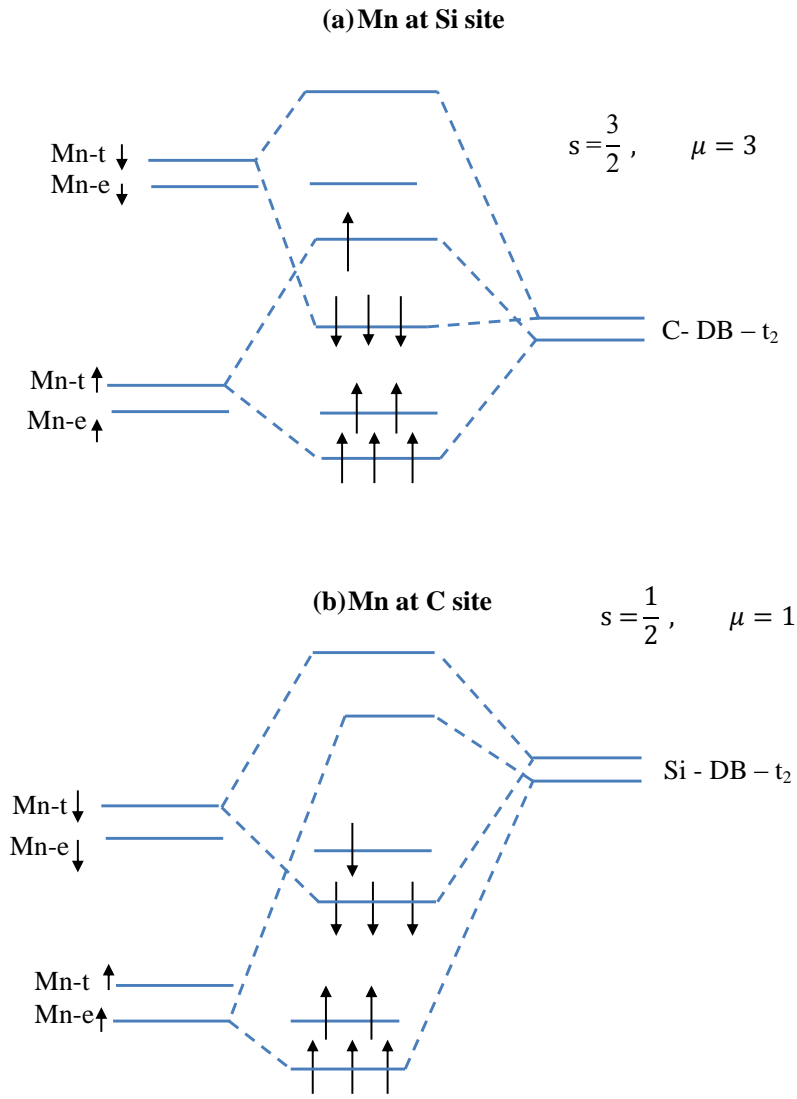 (a) Mn at Si site
s = 3/2 , μ = 3
Mn-t ↓
Mn-e ↓
C- DB – t₂
Mn-t ↑
Mn-e ↑
(b) Mn at C site
s = 1/2 , μ = 1
Si - DB – t₂
Mn-t ↓
Mn-e ↓
Mn-t ↑
Mn-e ↑